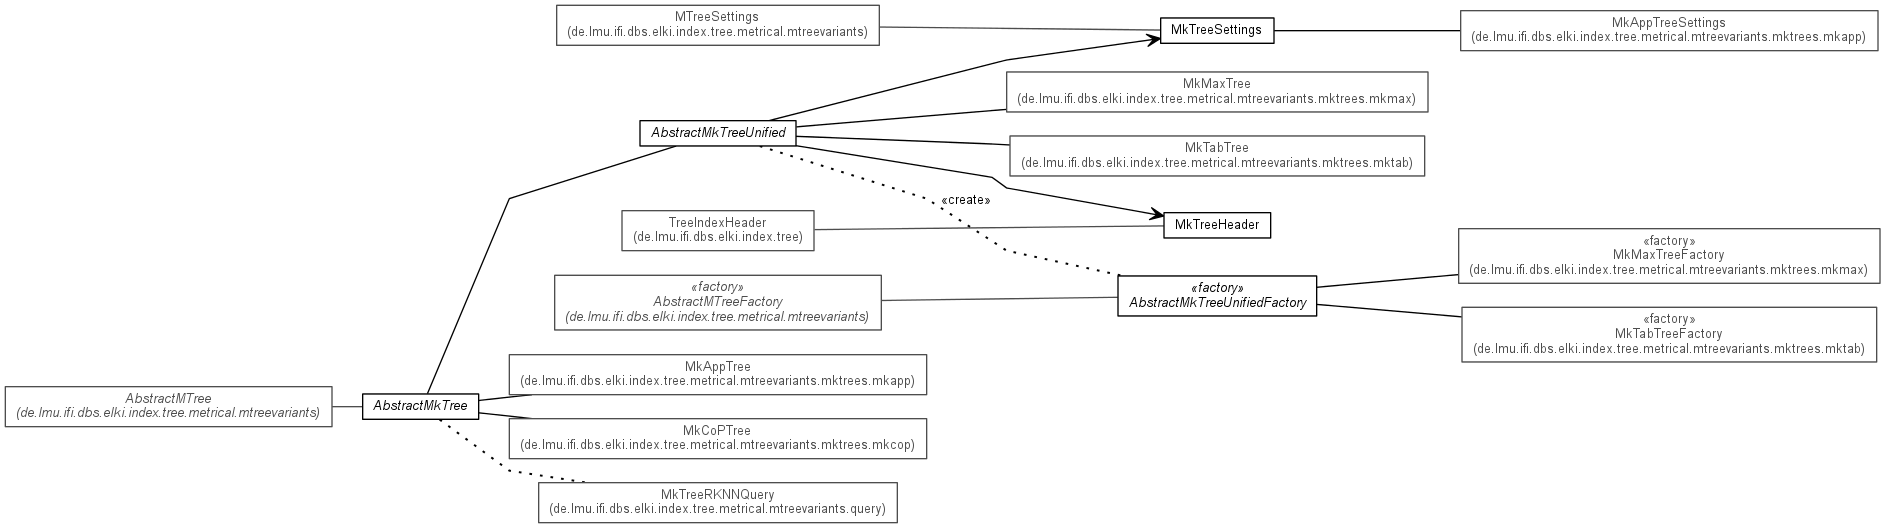 MTreeSettings
(de.lmu.ifi.dbs.elki.index.tree.metrical.mtreevariants)
MkTreeSettings
MkAppTreeSettings
(de.lmu.ifi.dbs.elki.index.tree.metrical.mtreevariants.mktrees.mkapp)
MkMaxTree
(de.lmu.ifi.dbs.elki.index.tree.metrical.mtreevariants.mktrees.mkmax)
AbstractMkTreeUnified
MkTabTree
(de.lmu.ifi.dbs.elki.index.tree.metrical.mtreevariants.mktrees.mktab)
«create»
TreeIndexHeader
(de.lmu.ifi.dbs.elki.index.tree)
MkTreeHeader
«factory»
MkMaxTreeFactory
(de.lmu.ifi.dbs.elki.index.tree.metrical.mtreevariants.mktrees.mkmax)
«factory»
AbstractMTreeFactory
(de.lmu.ifi.dbs.elki.index.tree.metrical.mtreevariants)
«factory»
AbstractMkTreeUnifiedFactory
«factory»
MkTabTreeFactory
(de.lmu.ifi.dbs.elki.index.tree.metrical.mtreevariants.mktrees.mktab)
MkAppTree
(de.lmu.ifi.dbs.elki.index.tree.metrical.mtreevariants.mktrees.mkapp)
AbstractMTree
(de.lmu.ifi.dbs.elki.index.tree.metrical.mtreevariants)
AbstractMkTree
MkCoPTree
(de.lmu.ifi.dbs.elki.index.tree.metrical.mtreevariants.mktrees.mkcop)
MkTreeRKNNQuery
(de.lmu.ifi.dbs.elki.index.tree.metrical.mtreevariants.query)